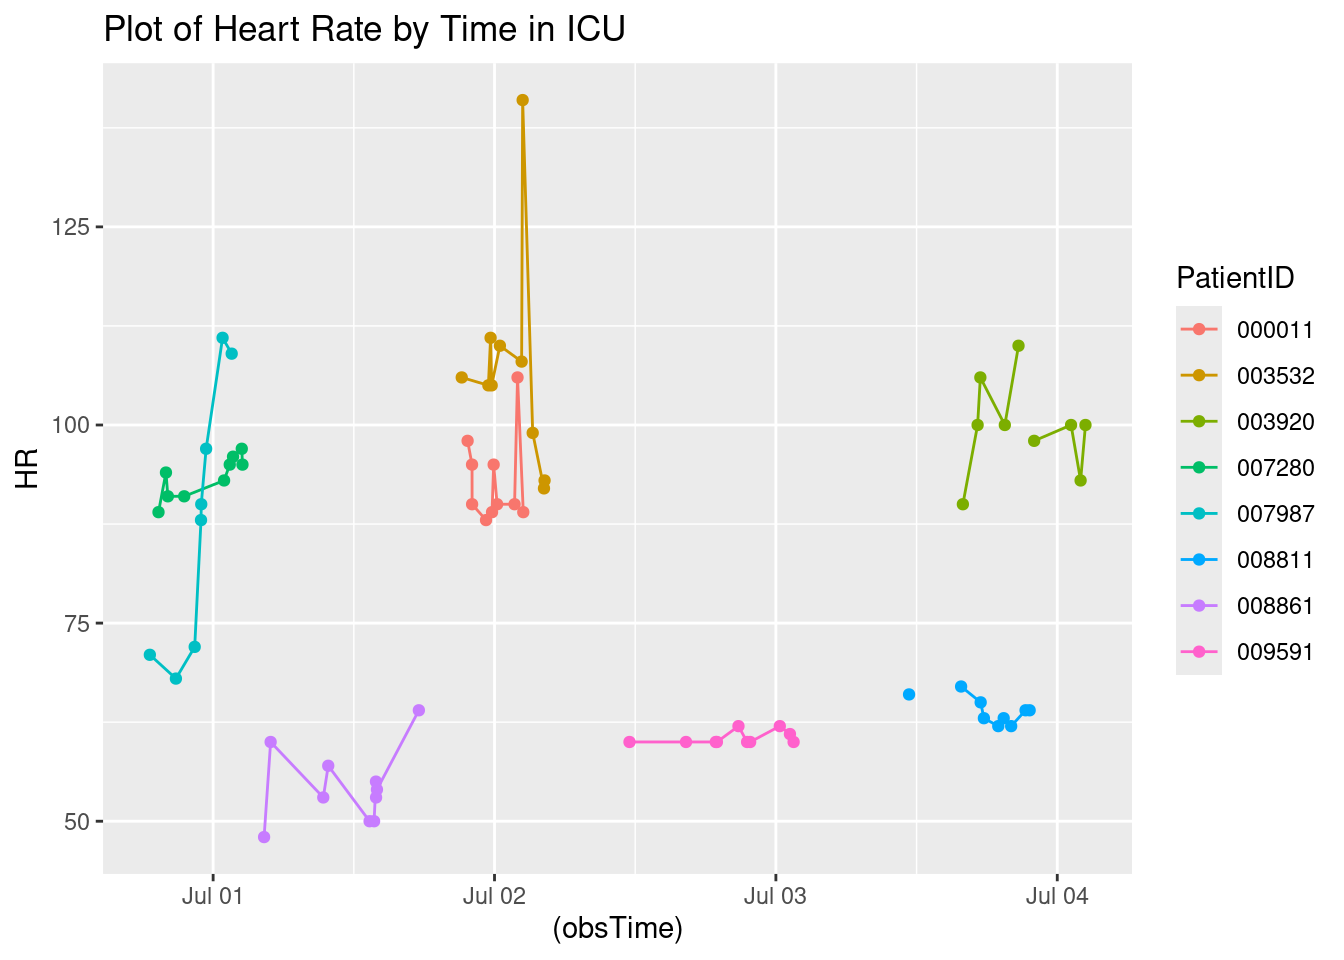 Plot of Heart Rate by Time in ICU
HR
125
100
75
50
Jul 01
Jul 02
Jul 03
Jul 04
(obsTime)
PatientID
000011
003532
003920
007280
007987
008811
008861
009591